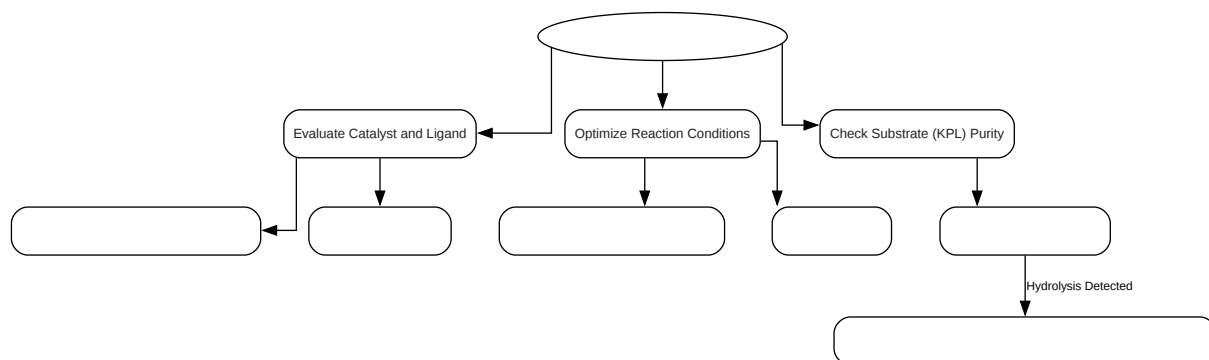 Evaluate Catalyst and Ligand
Optimize Reaction Conditions
Check Substrate (KPL) Purity
Hydrolysis Detected